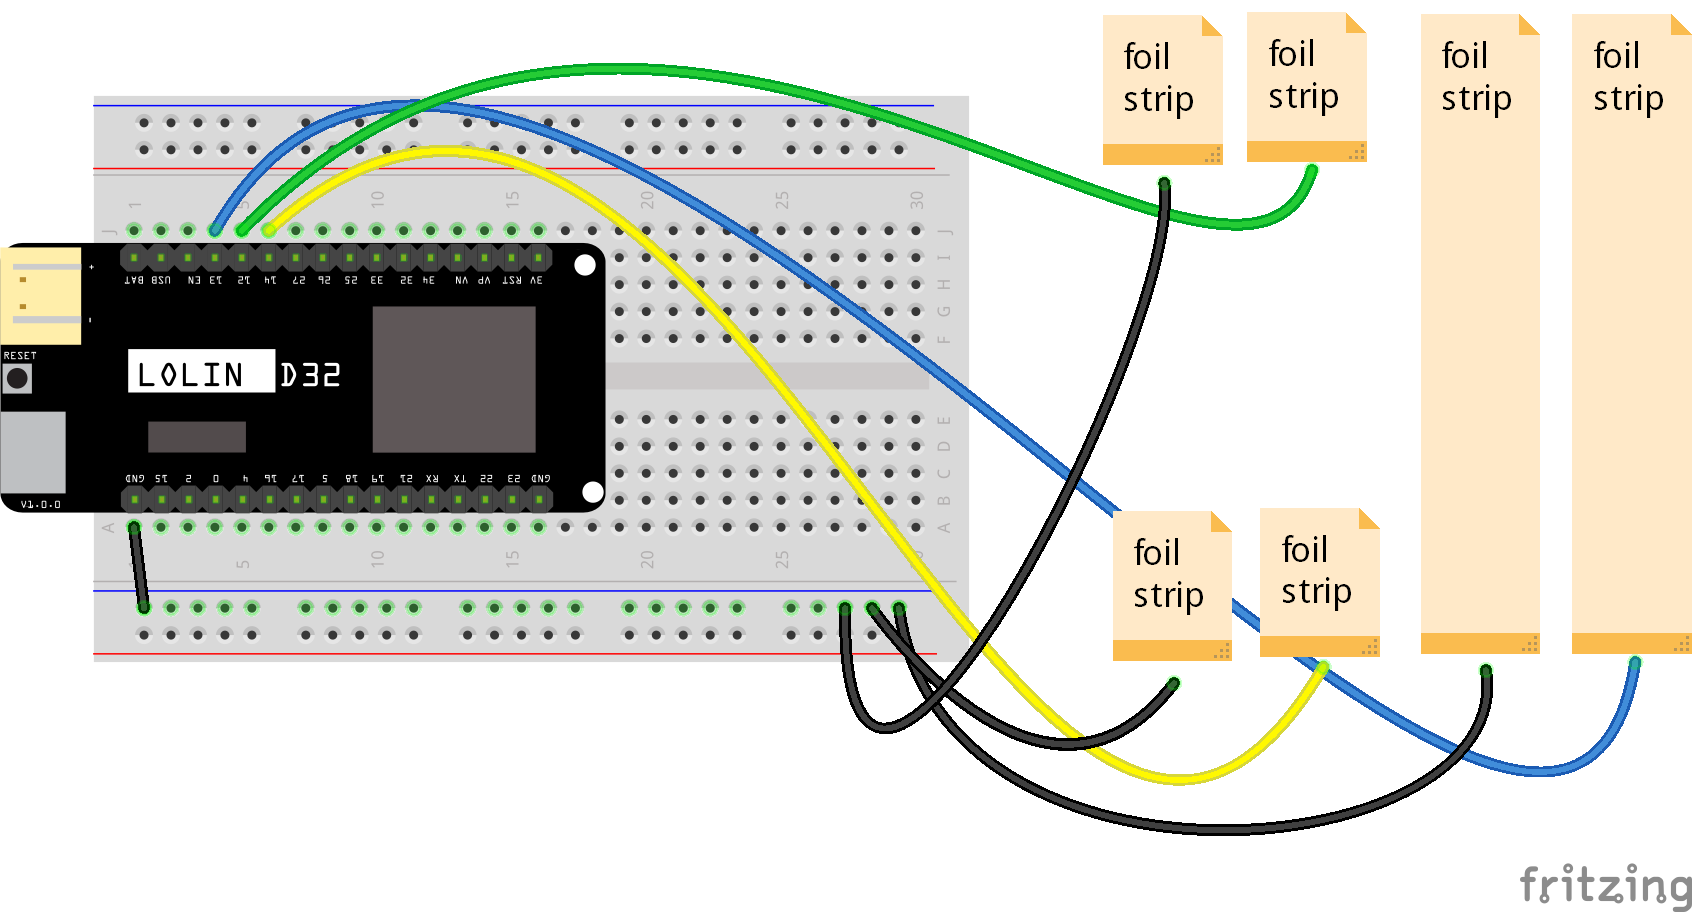 foil
strip
foil
strip
foil
strip
foil
strip
1
5
10
15
20
25
30
J
J
I
H
G
F
BAT
USB
EN
13
12
14
27
26
25
33
32
34
VN
VP
RST
3V
+
-
RESET
LOLIN D32
V1.0.0
GND
15
2
0
4
16
17
5
18
19
21
RX
TX
22
23
GND
E
D
C
B
A
A
5
10
15
20
25
foil
strip
foil
strip
fritzing